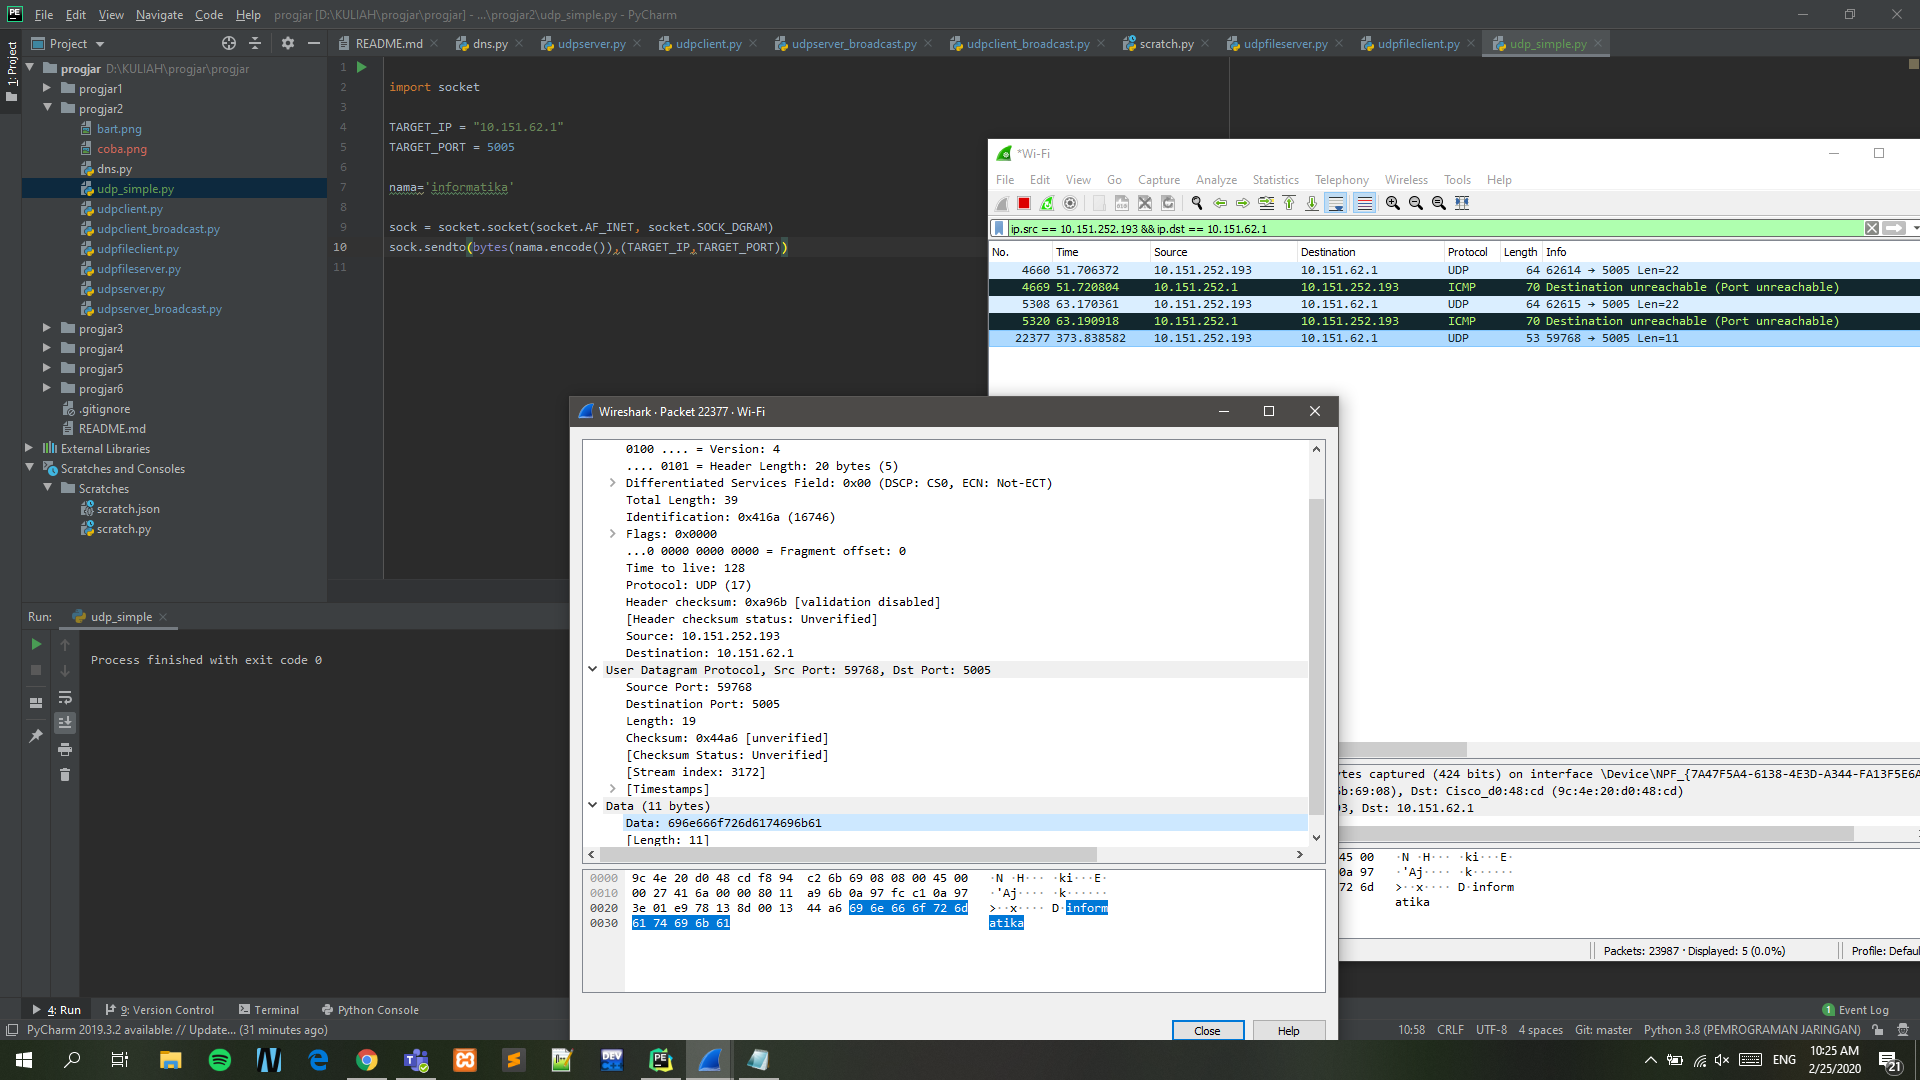 File Edit View Navigate Code Help progjar [D:\KULIAH\progjar\progjar] - ...\progjar2\udp_simple.py - PyCharm
Project
README.md dns.py udpserver.py udpclient.py udpserver_broadcast.py udpclient_broadcast.py scratch.py udpfileserver.py udpfileclient.py udp_simple.py
1: Project
progjar D:\KULIAH\progjar\progjar
progjar1
progjar2
bart.png
coba.png
dns.py
udp_simple.py
udpclient.py
udpclient_broadcast.py
udpfileclient.py
udpfileserver.py
udpserver.py
udpserver_broadcast.py
progjar3
progjar4
progjar5
progjar6
.gitignore
README.md
External Libraries
Scratches and Consoles
Scratches
scratch.json
scratch.py
1
2 import socket
3
4 TARGET_IP = "10.151.62.1"
5 TARGET_PORT = 5005
6
7 nama='informatika'
8
9 sock = socket.socket(socket.AF_INET, socket.SOCK_DGRAM)
10 sock.sendto(bytes(nama.encode()),(TARGET_IP,TARGET_PORT))
11
*Wi-Fi
File Edit View Go Capture Analyze Statistics Telephony Wireless Tools Help
ip.src == 10.151.252.193 && ip.dst == 10.151.62.1
No. Time Source Destination Protocol Length Info
4660 51.706372 10.151.252.193 10.151.62.1 UDP 64 62614 → 5005 Len=22
4669 51.720804 10.151.252.1 10.151.252.193 ICMP 70 Destination unreachable (Port unreachable)
5308 63.170361 10.151.252.193 10.151.62.1 UDP 64 62615 → 5005 Len=22
5320 63.190918 10.151.252.1 10.151.252.193 ICMP 70 Destination unreachable (Port unreachable)
22377 373.838582 10.151.252.193 10.151.62.1 UDP 53 59768 → 5005 Len=11
Wireshark · Packet 22377 · Wi-Fi
0100 .... = Version: 4
.... 0101 = Header Length: 20 bytes (5)
Differentiated Services Field: 0x00 (DSCP: CS0, ECN: Not-ECT)
Total Length: 39
Identification: 0x416a (16746)
Flags: 0x0000
...0 0000 0000 0000 = Fragment offset: 0
Time to live: 128
Protocol: UDP (17)
Header checksum: 0xa96b [validation disabled]
[Header checksum status: Unverified]
Source: 10.151.252.193
Destination: 10.151.62.1
User Datagram Protocol, Src Port: 59768, Dst Port: 5005
Source Port: 59768
Destination Port: 5005
Length: 19
Checksum: 0x44a6 [unverified]
[Checksum Status: Unverified]
[Stream index: 3172]
[Timestamps]
Data (11 bytes)
Data: 696e666f726d6174696b61
[Length: 11]
0000 9c 4e 20 d0 48 cd f8 94 c2 6b 69 08 08 00 45 00 ·N ·H··· ·ki···E·
0010 00 27 41 6a 00 00 80 11 a9 6b 0a 97 fc c1 0a 97 ·'Aj···· ·k······
0020 3e 01 e9 78 13 8d 00 13 44 a6 69 6e 66 6f 72 6d >··x···· D·inform
0030 61 74 69 6b 61 atika
Close Help
tes captured (424 bits) on interface \Device\NPF_{7A47F5A4-6138-4E3D-A344-FA13F5E6A
b:69:08), Dst: Cisco_d0:48:cd (9c:4e:20:d0:48:cd)
3, Dst: 10.151.62.1
45 00 ·N ·H··· ·ki···E·
0a 97 ·'Aj···· ·k······
72 6d >··x···· D·inform
atika
Packets: 23987 · Displayed: 5 (0.0%) Profile: Defaul
Run: udp_simple
Process finished with exit code 0
4: Run 9: Version Control Terminal Python Console 1 Event Log
PyCharm 2019.3.2 available: // Update... (31 minutes ago) 10:58 CRLF UTF-8 4 spaces Git: master Python 3.8 (PEMROGRAMAN JARINGAN)
ENG 10:25 AM
2/25/2020
21